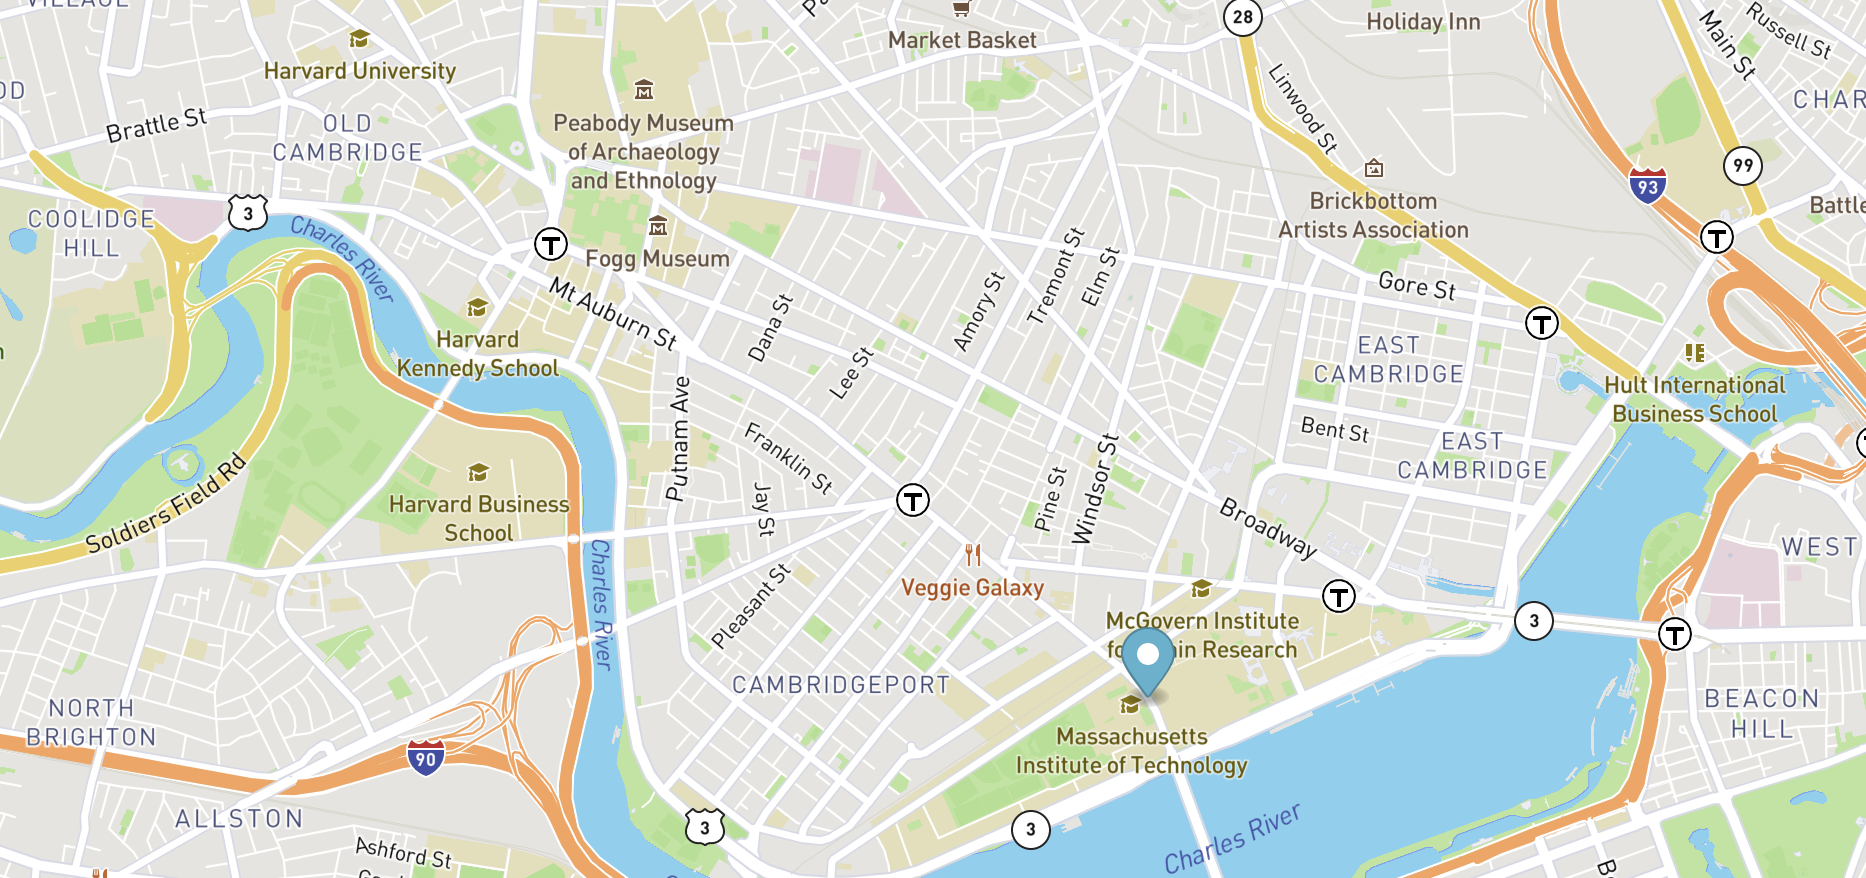 28
Holiday Inn
Main St
Russell St
Market Basket
Harvard University
Linwood St
CHAR
Brattle St
OLD
CAMBRIDGE
Peabody Museum
of Archaeology
and Ethnology
99
93
Brickbottom
Artists Association
Battle
COOLIDGE
HILL
3
Charles River
T
Fogg Museum
T
Tremont St
Elm St
Gore St
Mt Auburn St
Dana St
Amory St
T
Harvard
Kennedy School
Lee St
EAST
CAMBRIDGE
Hult International
Business School
Putnam Ave
Franklin St
Bent St
EAST
CAMBRIDGE
Harvard Business
School
Soldiers Field Rd
Jay St
T
Pine St
Windsor St
Broadway
WEST
Charles River
Veggie Galaxy
Pleasant St
T
McGovern Institute
Research
3
T
CAMBRIDGEPORT
NORTH
BRIGHTON
90
Massachusetts
Institute of Technology
BEACON
HILL
ALLSTON
3
3
Charles River
Ashford St